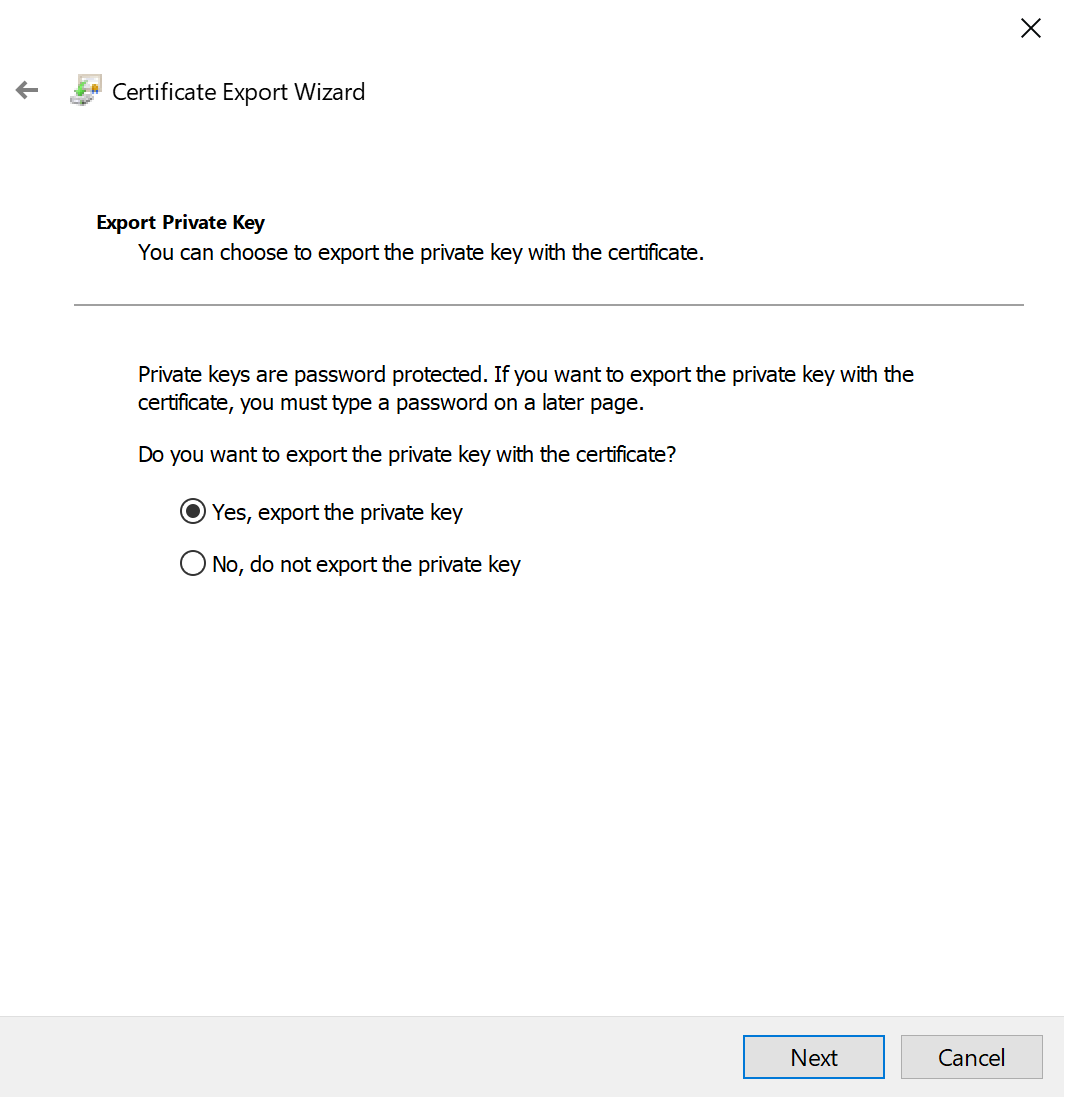 Certificate Export Wizard
Export Private Key
You can choose to export the private key with the certificate.
Private keys are password protected. If you want to export the private key with the
certificate, you must type a password on a later page.
Do you want to export the private key with the certificate?
Yes, export the private key
No, do not export the private key
Next
Cancel